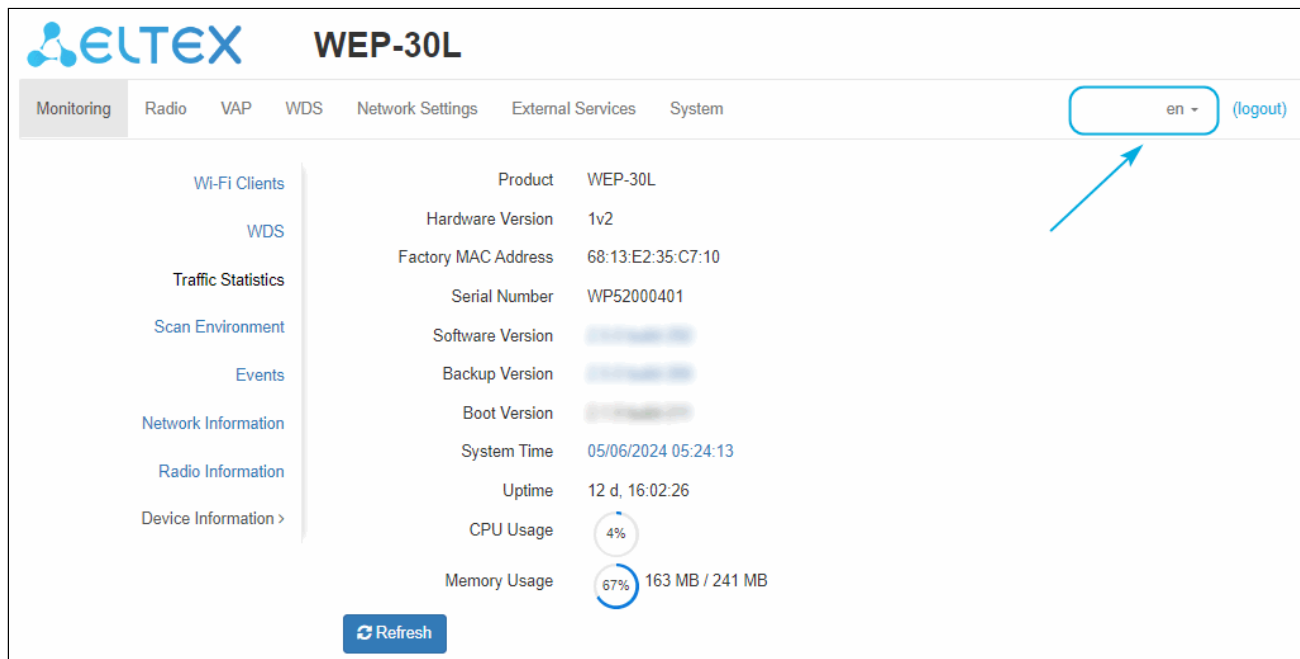 ELTEX WEP-30L
Monitoring Radio VAP WDS Network Settings External Services System en (logout)
Wi-Fi Clients
WDS
Traffic Statistics
Scan Environment
Events
Network Information
Radio Information
Device Information >
Product WEP-30L
Hardware Version 1v2
Factory MAC Address 68:13:E2:35:C7:10
Serial Number WP52000401
Software Version
Backup Version
Boot Version
System Time 05/06/2024 05:24:13
Uptime 12 d, 16:02:26
CPU Usage 4%
Memory Usage 67% 163 MB / 241 MB
Refresh